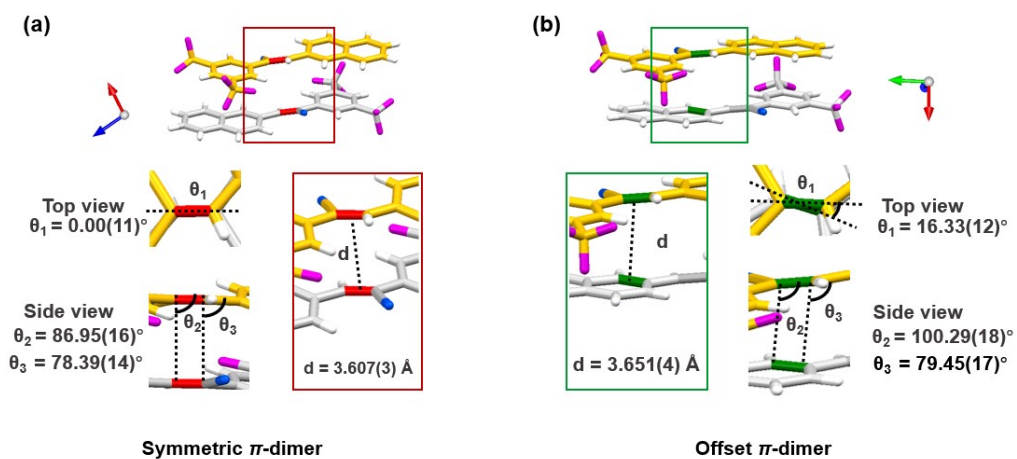 (a)
θ1
Top view
θ1 = 0.00(11)°
Side view
θ2 = 86.95(16)°
θ3 = 78.39(14)°
θ2
θ3
d
d = 3.607(3) Å
Symmetric π-dimer
(b)
d
d = 3.651(4) Å
θ1
Top view
θ1 = 16.33(12)°
θ2
θ3
Side view
θ2 = 100.29(18)°
θ3 = 79.45(17)°
Offset π-dimer